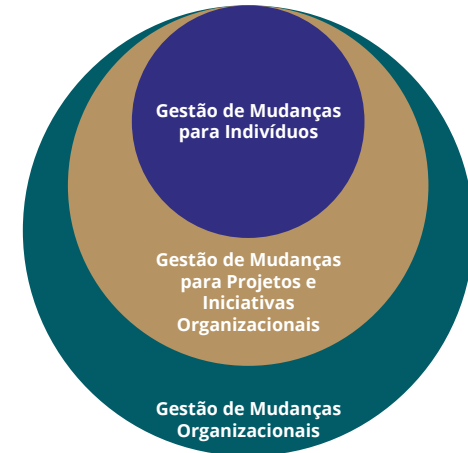 Gestão de Mudanças
para Indivíduos
Gestão de Mudanças
para Projetos e
Iniciativas
Organizacionais
Gestão de Mudanças
Organizacionais